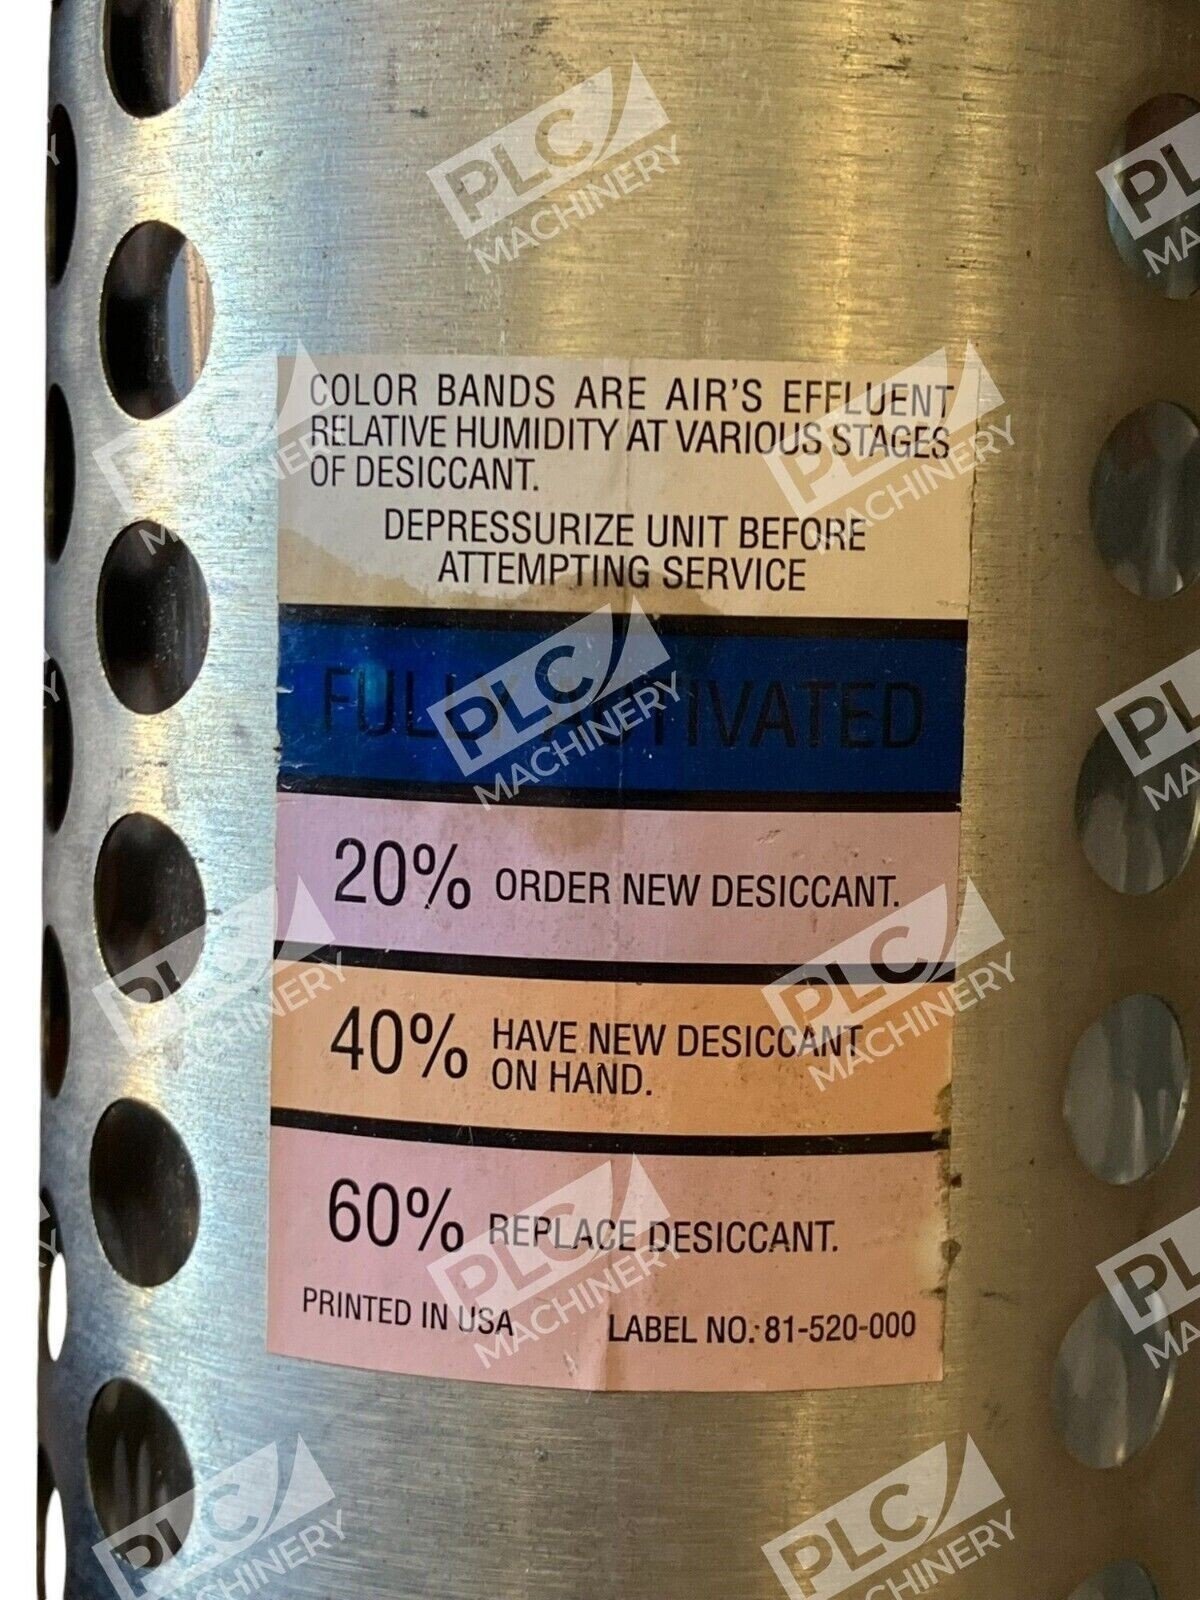 COLOR BANDS ARE AIR'S EFFLUENT
RELATIVE HUMIDITY AT VARIOUS STAGES
OF DESICCANT.
DEPRESSURIZE UNIT BEFORE
ATTEMPTING SERVICE
FULLY ACTIVATED
20% ORDER NEW DESICCANT.
40% HAVE NEW DESICCANT
ON HAND.
60% REPLACE DESICCANT.
PRINTED IN USA LABEL NO. 81-520-000
PLC
MACHINERY